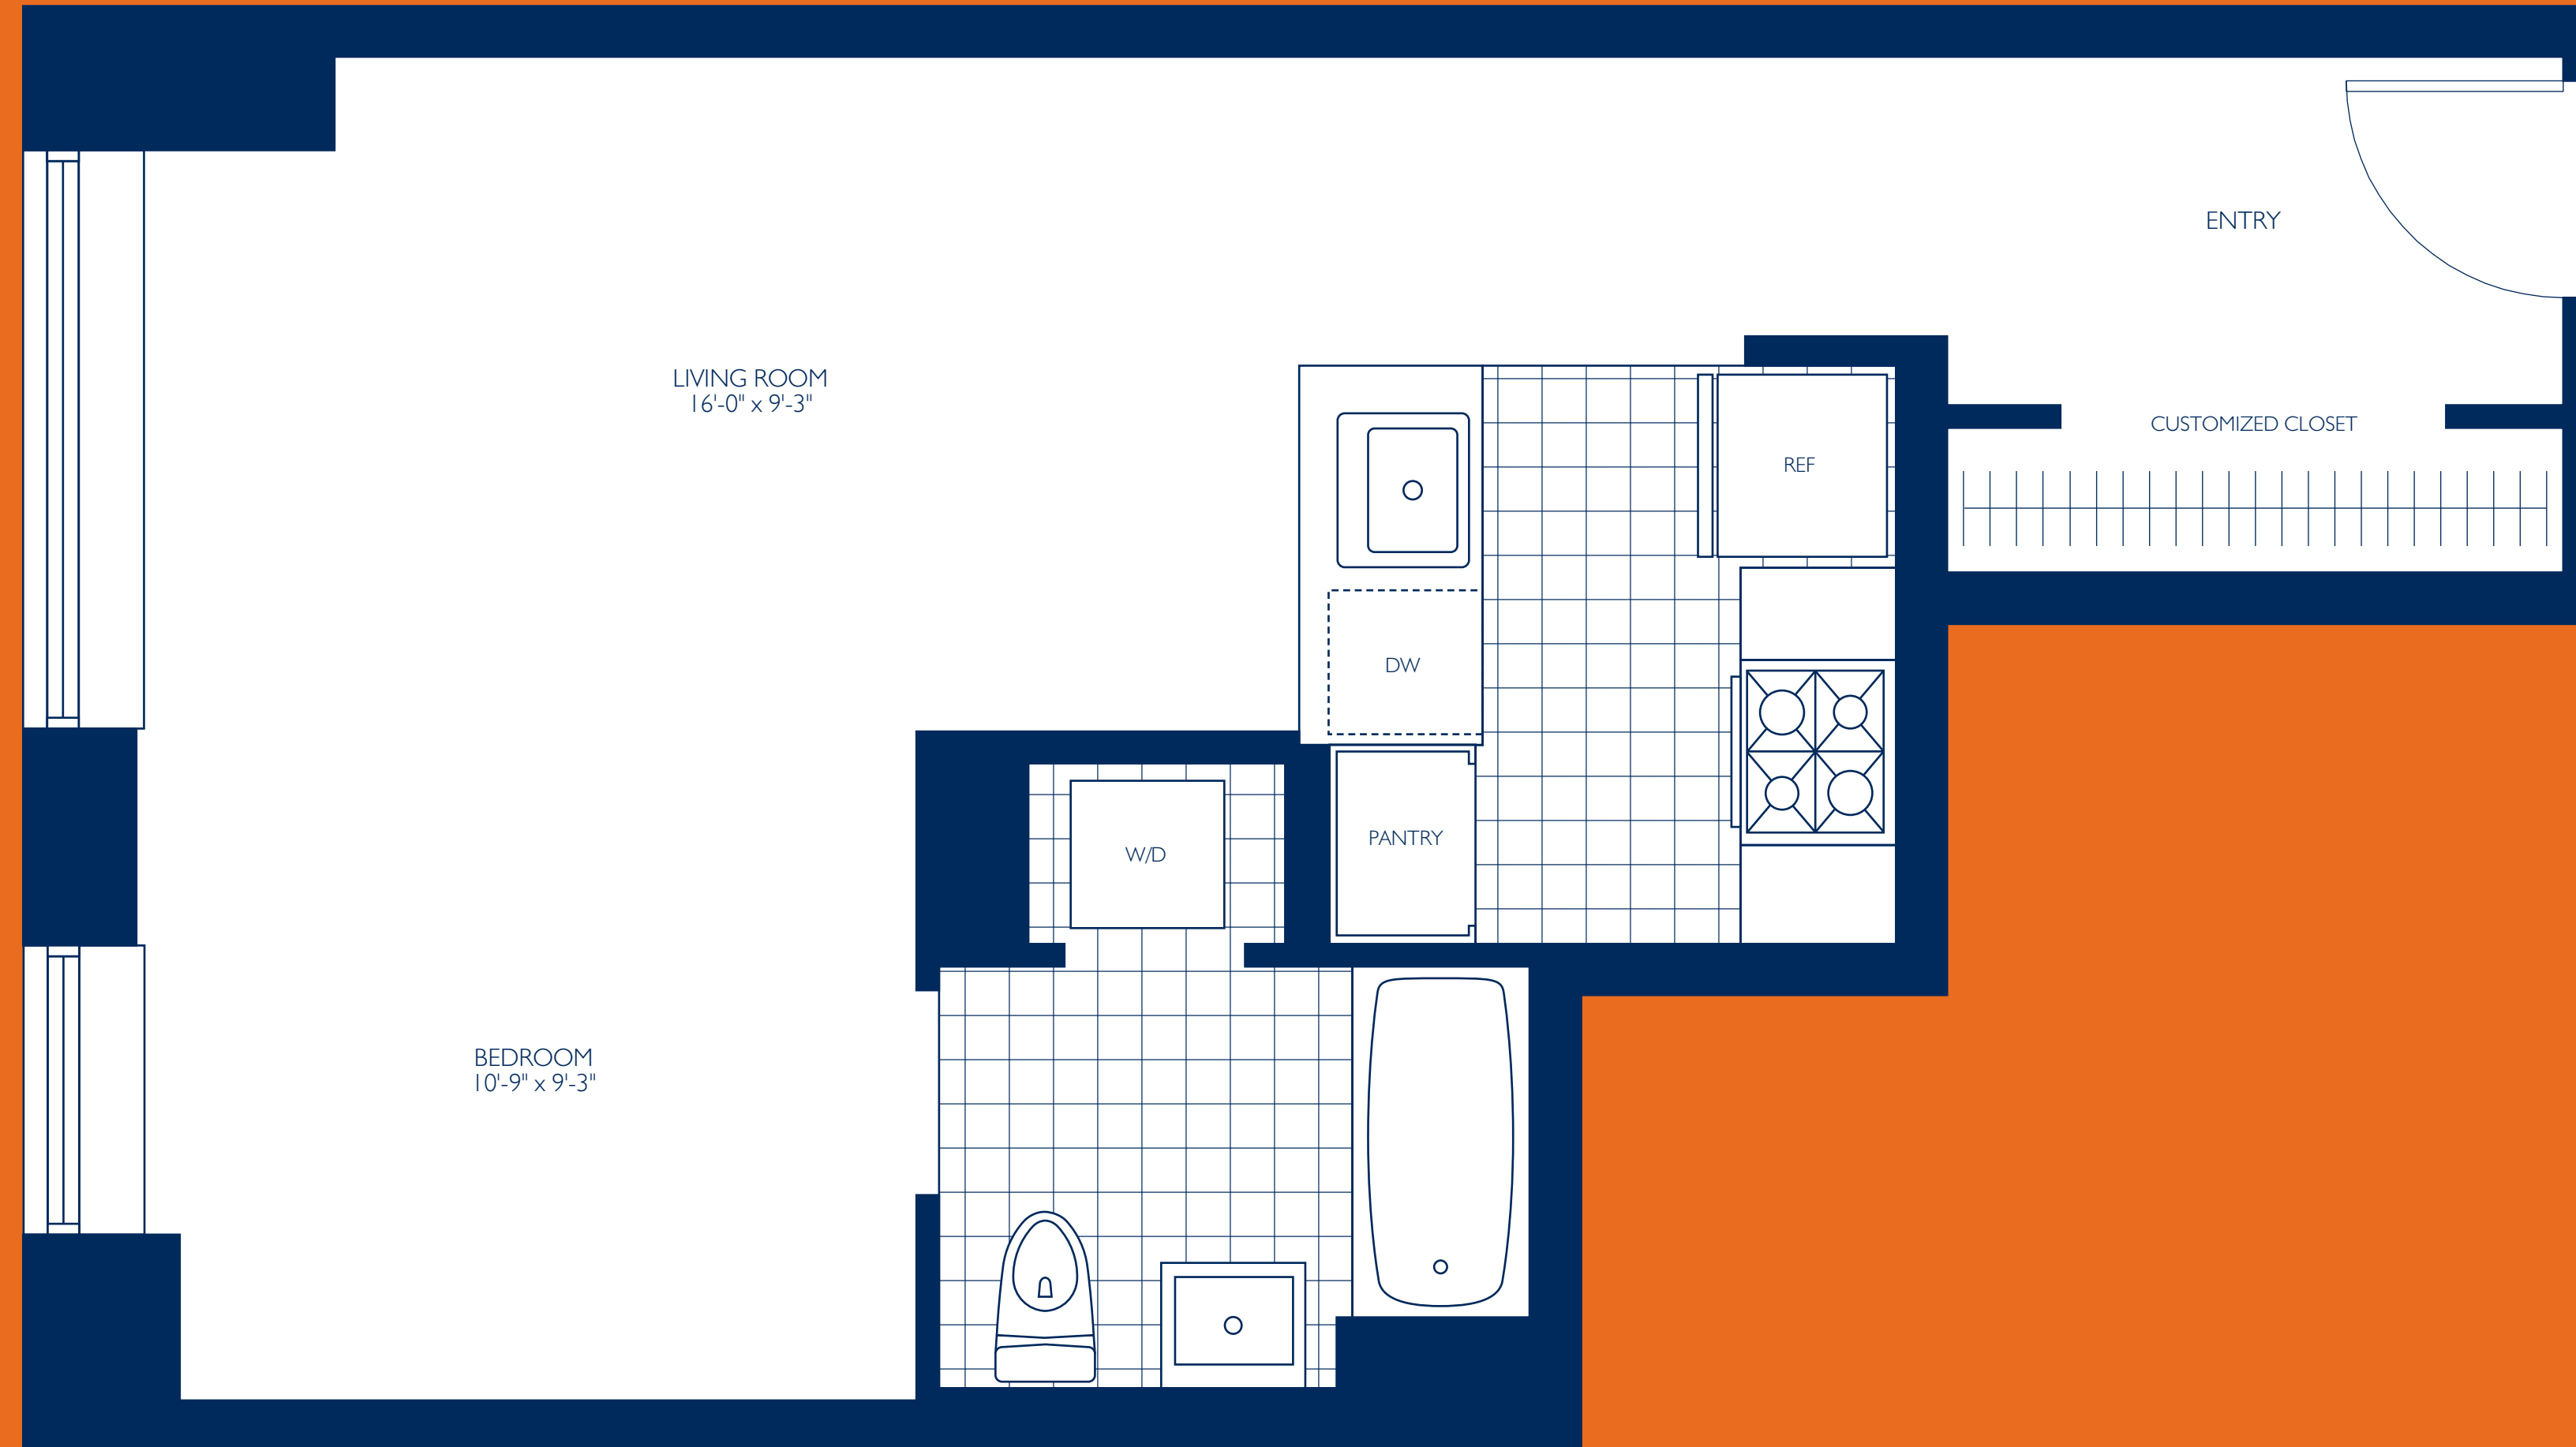 ENTRY
LIVING ROOM
16'-0" x 9'-3"
CUSTOMIZED CLOSET
REF
DW
PANTRY
W/D
BEDROOM
10'-9" x 9'-3"